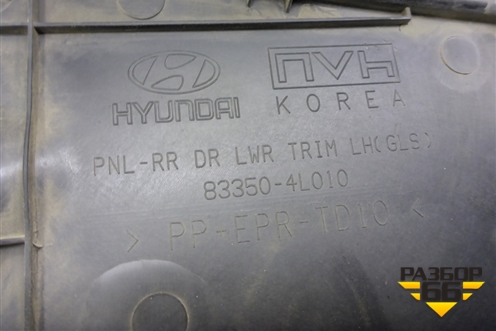 HYUNDAI
NVH
KOREA
PNL-RR DR LWR TRIM LH(GLS)
83350-4L010
> PP-EPR-TD10 <
РАЗБОР
66